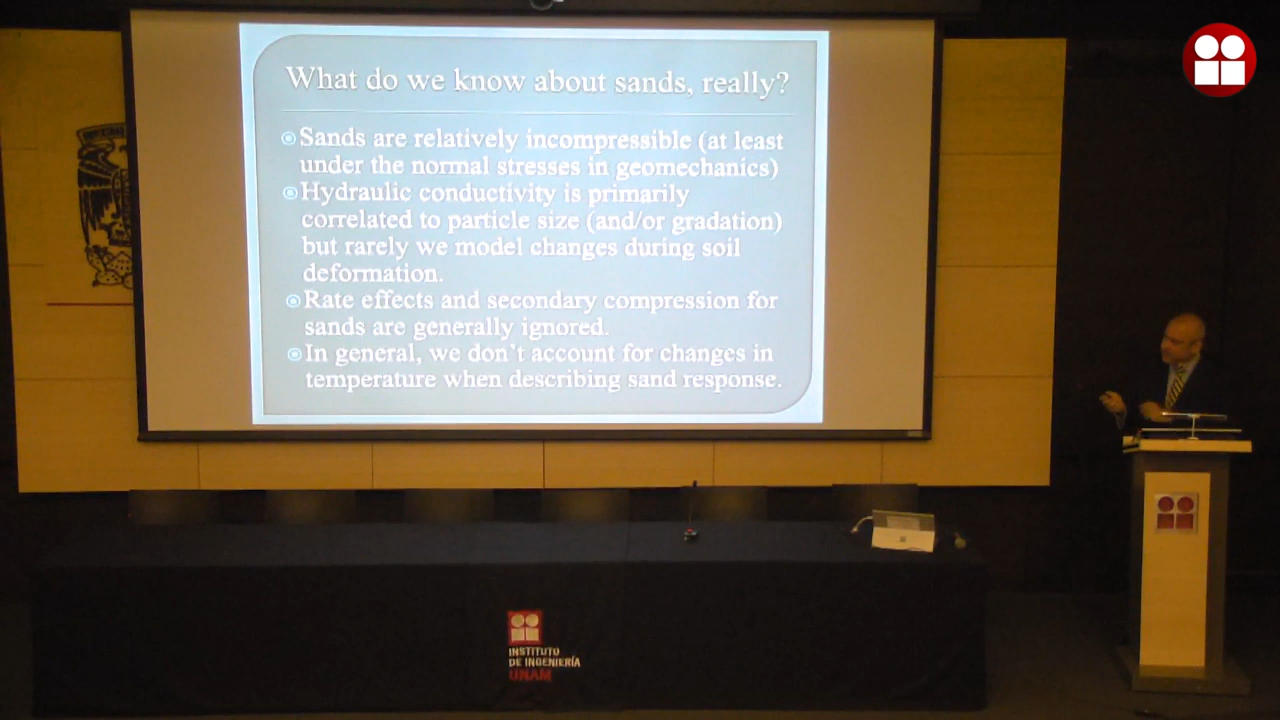 What do we know about sands, really?
Sands are relatively incompressible (at least
under the normal stresses in geomechanics)
Hydraulic conductivity is primarily
correlated to particle size (and/or gradation)
but rarely we model changes during soil
deformation.
Rate effects and secondary compression for
sands are generally ignored.
In general, we don't account for changes in
temperature when describing sand response.
INSTITUTO
DE INGENIERÍA
UNAM